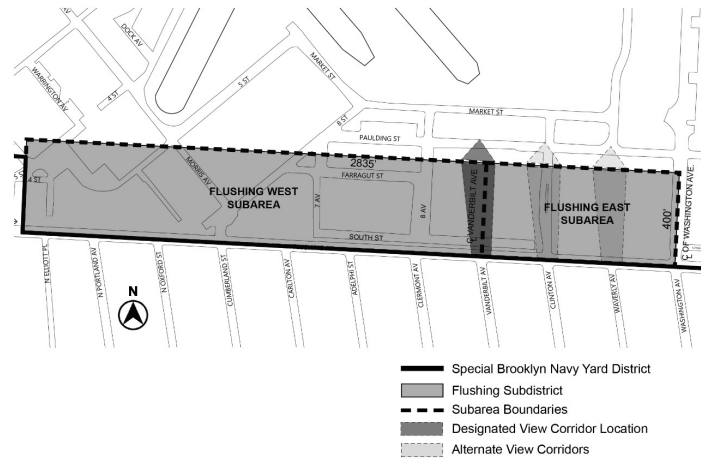 DOCK AV
WARRINGTON AV
4 ST
5 ST
MARKET ST
6 ST
MARKET ST
PAULDING ST
4 ST
MORRIS AV
2835'
FARRAGUT ST
FLUSHING WEST
SUBAREA
7 AV
8 AV
℄ VANDERBILT AVE
FLUSHING EAST
SUBAREA
400'
℄ OF WASHINGTON AVE.
SOUTH ST
N ELLIOTT PL
N PORTLAND AV
N OXFORD ST
CUMBERLAND ST
CARLTON AV
ADELPHI ST
CLERMONT AV
VANDERBILT AV
CLINTON AV
WAVERLY AV
WASHINGTON AV
N
Special Brooklyn Navy Yard District
Flushing Subdistrict
Subarea Boundaries
Designated View Corridor Location
Alternate View Corridors